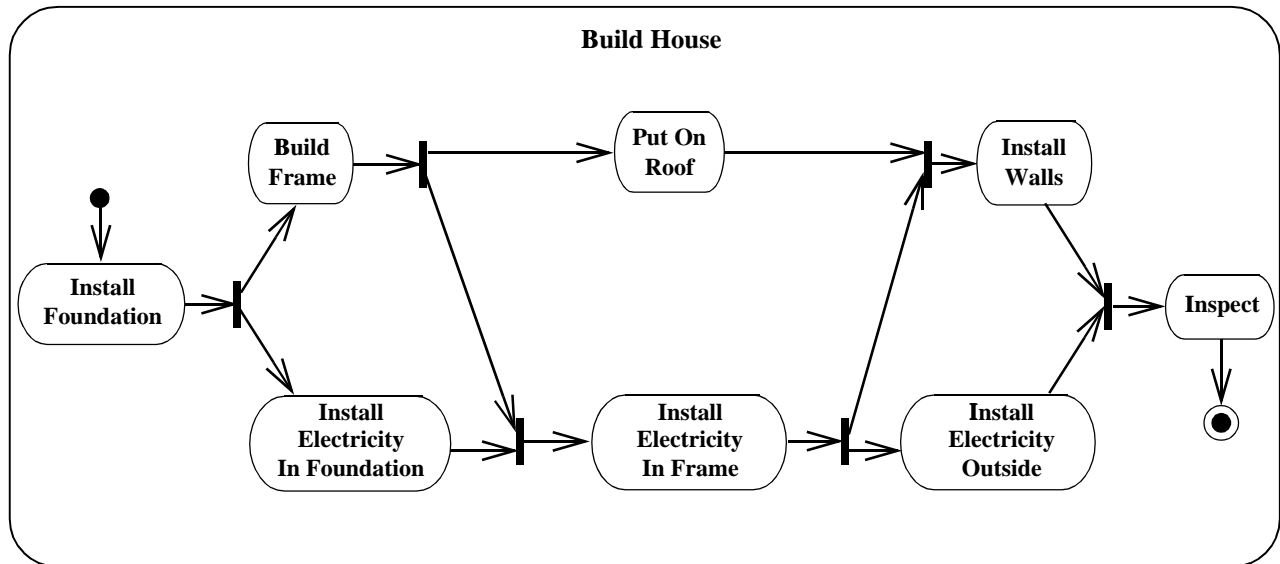 Build House
Build
Frame
Put On
Roof
Install
Walls
Install
Foundation
Inspect
Install
Electricity
In Foundation
Install
Electricity
In Frame
Install
Electricity
Outside